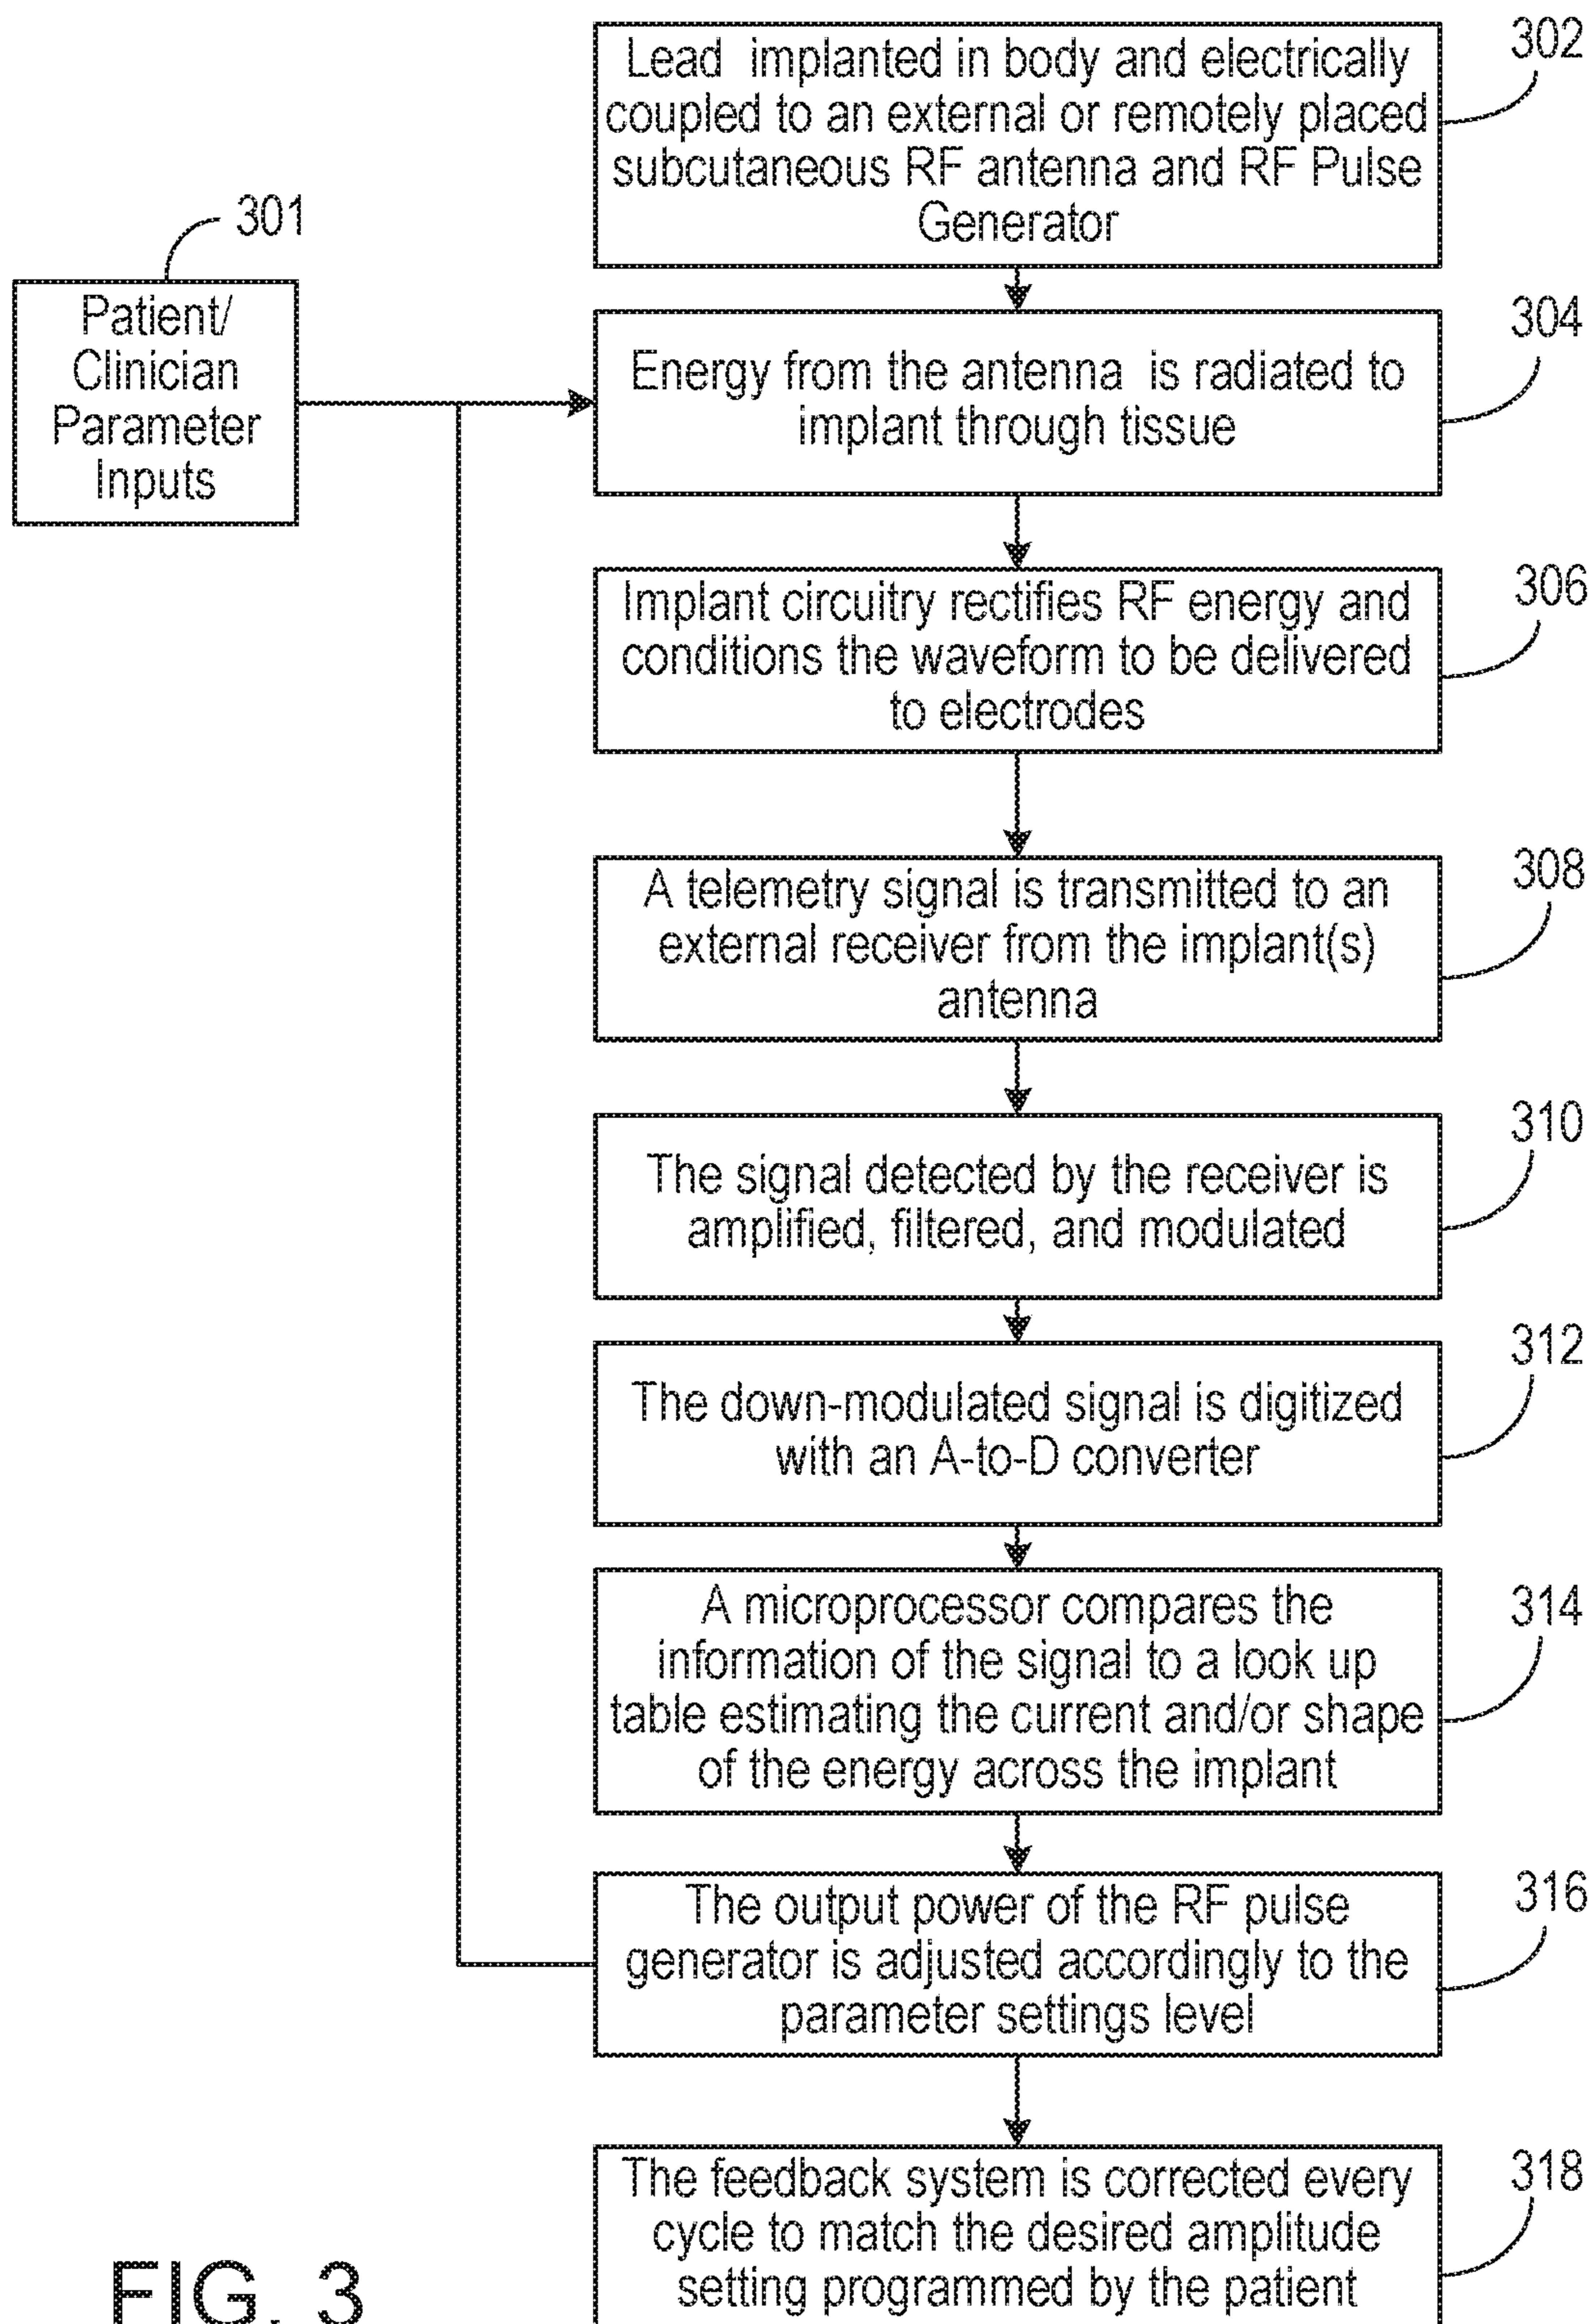 302
Lead implanted in body and electrically
coupled to an external or remotely placed
subcutaneous RF antenna and RF Pulse
Generator
301
Patient/
Clinician
Parameter
Inputs
304
Energy from the antenna is radiated to
implant through tissue
306
Implant circuitry rectifies RF energy and
conditions the waveform to be delivered
to electrodes
308
A telemetry signal is transmitted to an
external receiver from the implant(s)
antenna
310
The signal detected by the receiver is
amplified, filtered, and modulated
312
The down-modulated signal is digitized
with an A-to-D converter
314
A microprocessor compares the
information of the signal to a look up
table estimating the current and/or shape
of the energy across the implant
316
The output power of the RF pulse
generator is adjusted accordingly to the
parameter settings level
318
The feedback system is corrected every
cycle to match the desired amplitude
setting programmed by the patient
FIG. 3